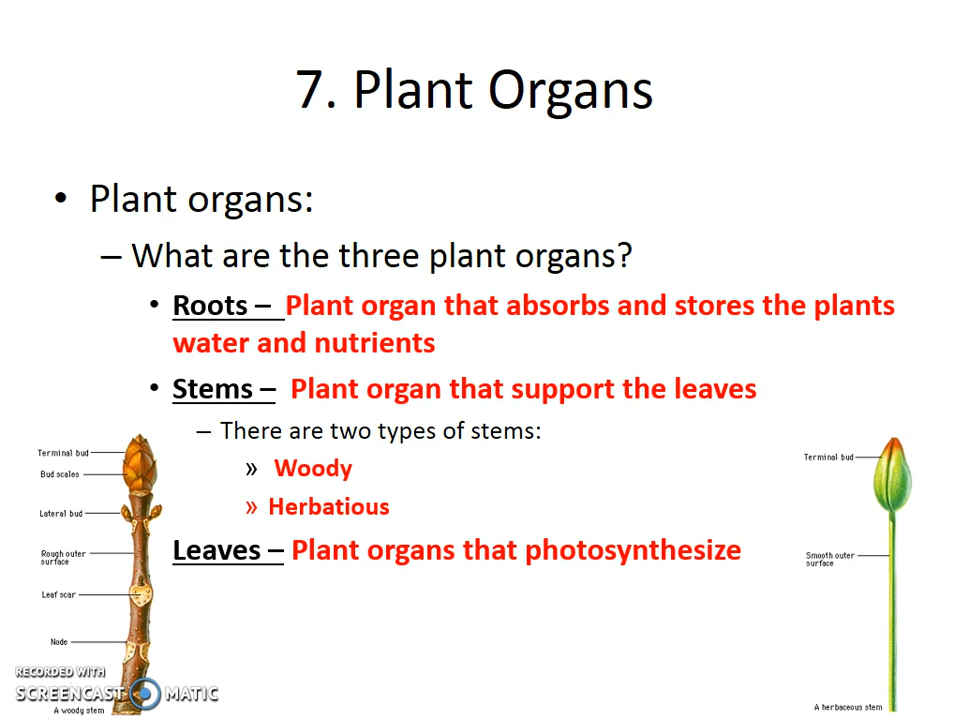 7. Plant Organs
• Plant organs:
– What are the three plant organs?
• Roots – Plant organ that absorbs and stores the plants
water and nutrients
• Stems – Plant organ that support the leaves
– There are two types of stems:
» Woody
» Herbatious
Leaves – Plant organs that photosynthesize
Terminal bud
Bud scales
Lateral bud
Rough outer
surface
Leaf scar
Node
A woody stem
Terminal bud
Smooth outer
surface
A herbaceous stem
RECORDED WITH
SCREENCAST MATIC